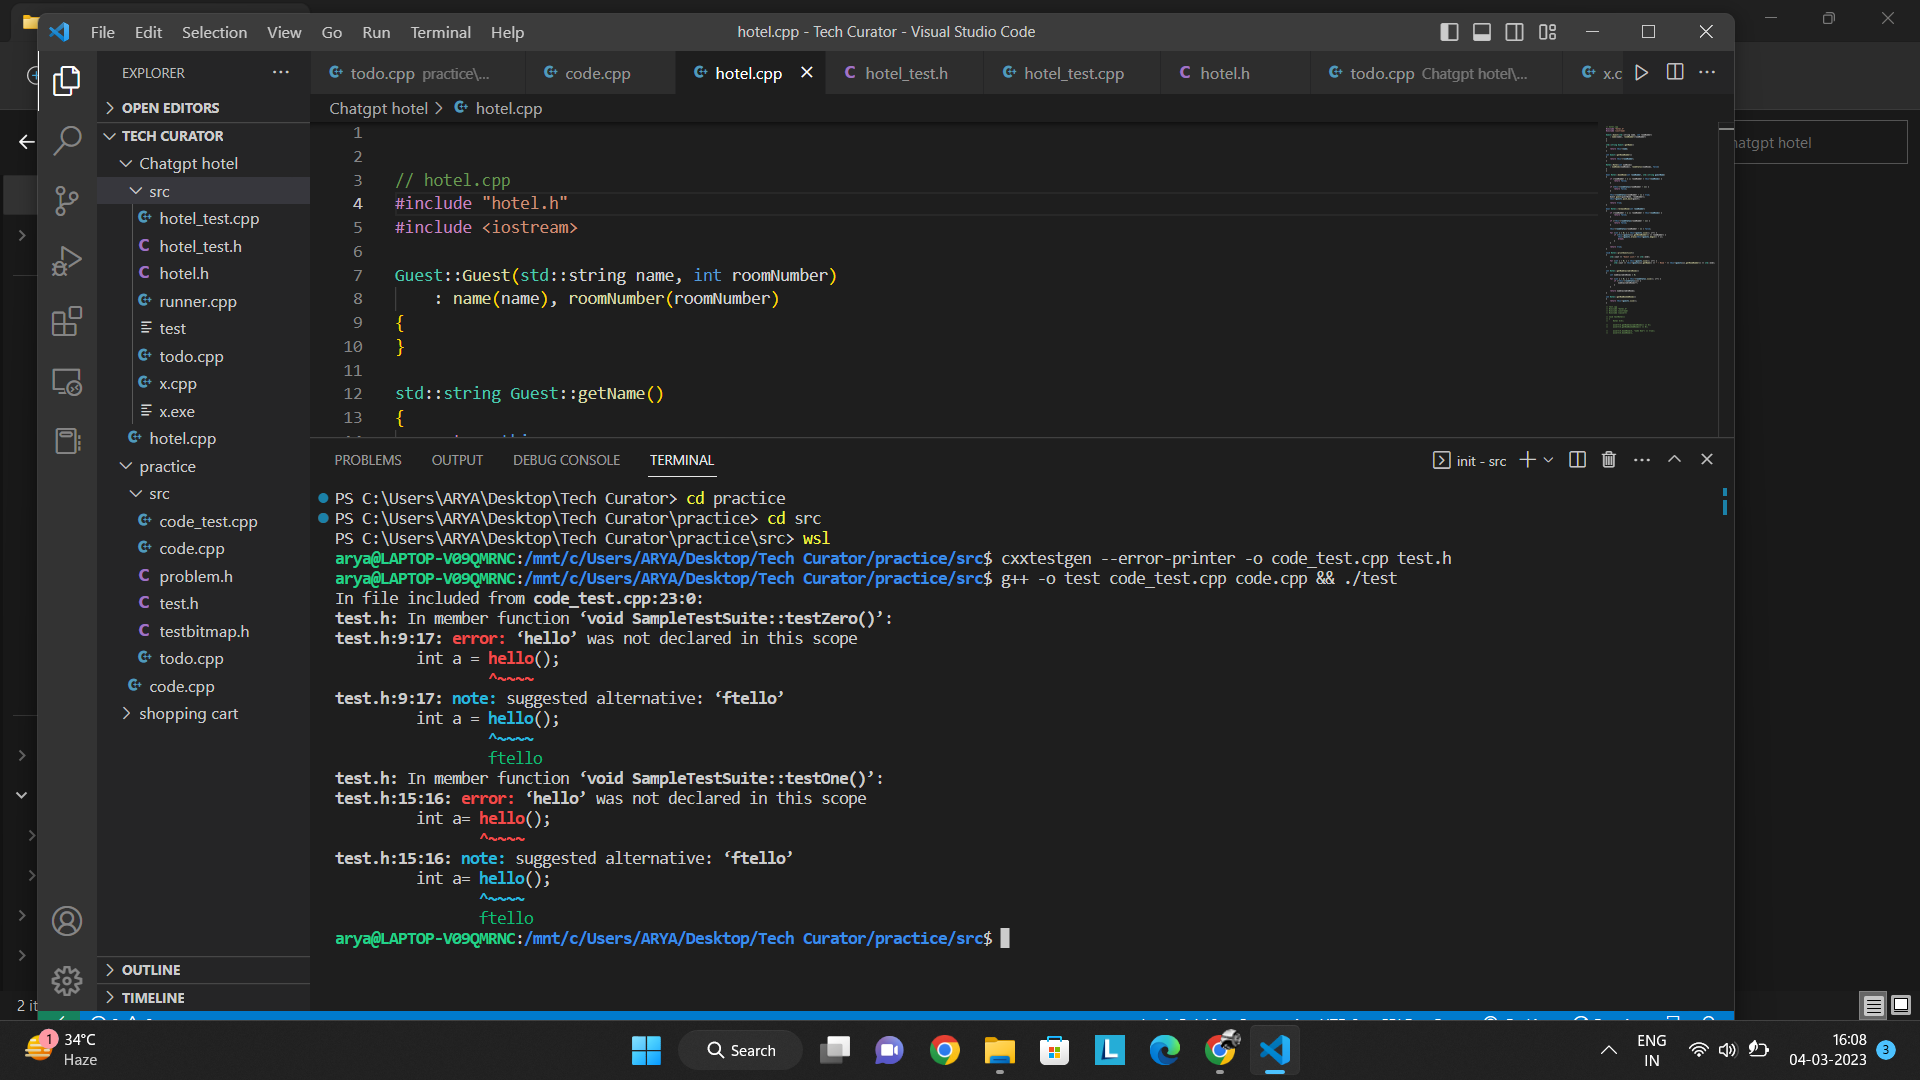 File Edit Selection View Go Run Terminal Help
hotel.cpp - Tech Curator - Visual Studio Code
EXPLORER
todo.cpp practice\...
code.cpp
hotel.cpp
hotel_test.h
hotel_test.cpp
hotel.h
todo.cpp Chatgpt hotel\...
x.c
OPEN EDITORS
TECH CURATOR
Chatgpt hotel
src
hotel_test.cpp
hotel_test.h
hotel.h
runner.cpp
test
todo.cpp
x.cpp
x.exe
hotel.cpp
practice
src
code_test.cpp
code.cpp
problem.h
test.h
testbitmap.h
todo.cpp
code.cpp
shopping cart
OUTLINE
TIMELINE
Chatgpt hotel > hotel.cpp
1
2
3 // hotel.cpp
4 #include "hotel.h"
5 #include <iostream>
6
7 Guest::Guest(std::string name, int roomNumber)
8 : name(name), roomNumber(roomNumber)
9 {
10 }
11
12 std::string Guest::getName()
13 {
PROBLEMS OUTPUT DEBUG CONSOLE TERMINAL
init - src
PS C:\Users\ARYA\Desktop\Tech Curator> cd practice
PS C:\Users\ARYA\Desktop\Tech Curator\practice> cd src
PS C:\Users\ARYA\Desktop\Tech Curator\practice\src> wsl
arya@LAPTOP-V09QMRNC:/mnt/c/Users/ARYA/Desktop/Tech Curator/practice/src$ cxxtestgen --error-printer -o code_test.cpp test.h
arya@LAPTOP-V09QMRNC:/mnt/c/Users/ARYA/Desktop/Tech Curator/practice/src$ g++ -o test code_test.cpp code.cpp && ./test
In file included from code_test.cpp:23:0:
test.h: In member function ‘void SampleTestSuite::testZero()’:
test.h:9:17: error: ‘hello’ was not declared in this scope
int a = hello();
^~~~~
test.h:9:17: note: suggested alternative: ‘ftello’
int a = hello();
^~~~~
ftello
test.h: In member function ‘void SampleTestSuite::testOne()’:
test.h:15:16: error: ‘hello’ was not declared in this scope
int a= hello();
^~~~~
test.h:15:16: note: suggested alternative: ‘ftello’
int a= hello();
^~~~~
ftello
arya@LAPTOP-V09QMRNC:/mnt/c/Users/ARYA/Desktop/Tech Curator/practice/src$
atgpt hotel
2 it
1
34°C
Haze
Search
ENG
IN
16:08
04-03-2023
3